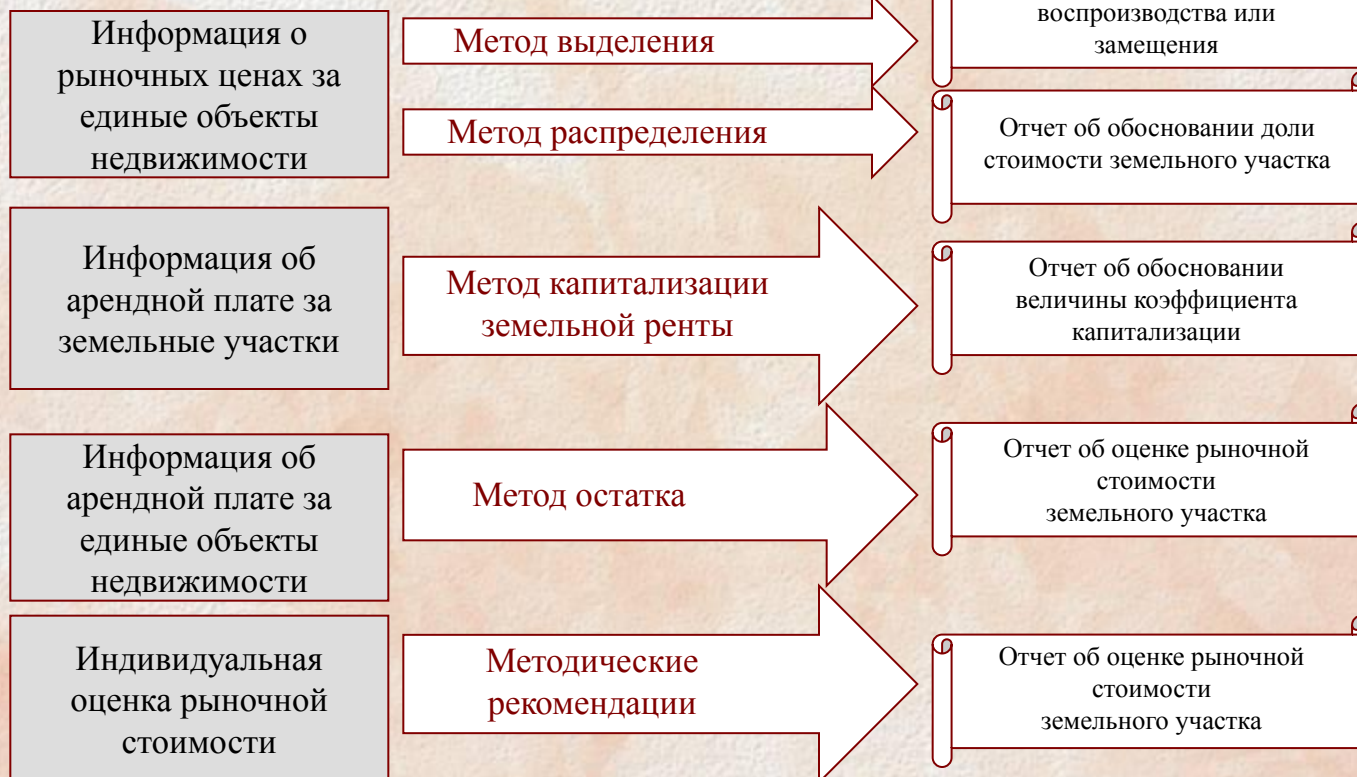 Информация о
рыночных ценах за
единые объекты
недвижимости
Метод выделения
воспроизводства или
замещения
Метод распределения
Отчет об обосновании доли
стоимости земельного участка
Информация об
арендной плате за
земельные участки
Метод капитализации
земельной ренты
Отчет об обосновании
величины коэффициента
капитализации
Информация об
арендной плате за
единые объекты
недвижимости
Метод остатка
Отчет об оценке рыночной
стоимости
земельного участка
Индивидуальная
оценка рыночной
стоимости
Методические
рекомендации
Отчет об оценке рыночной
стоимости
земельного участка